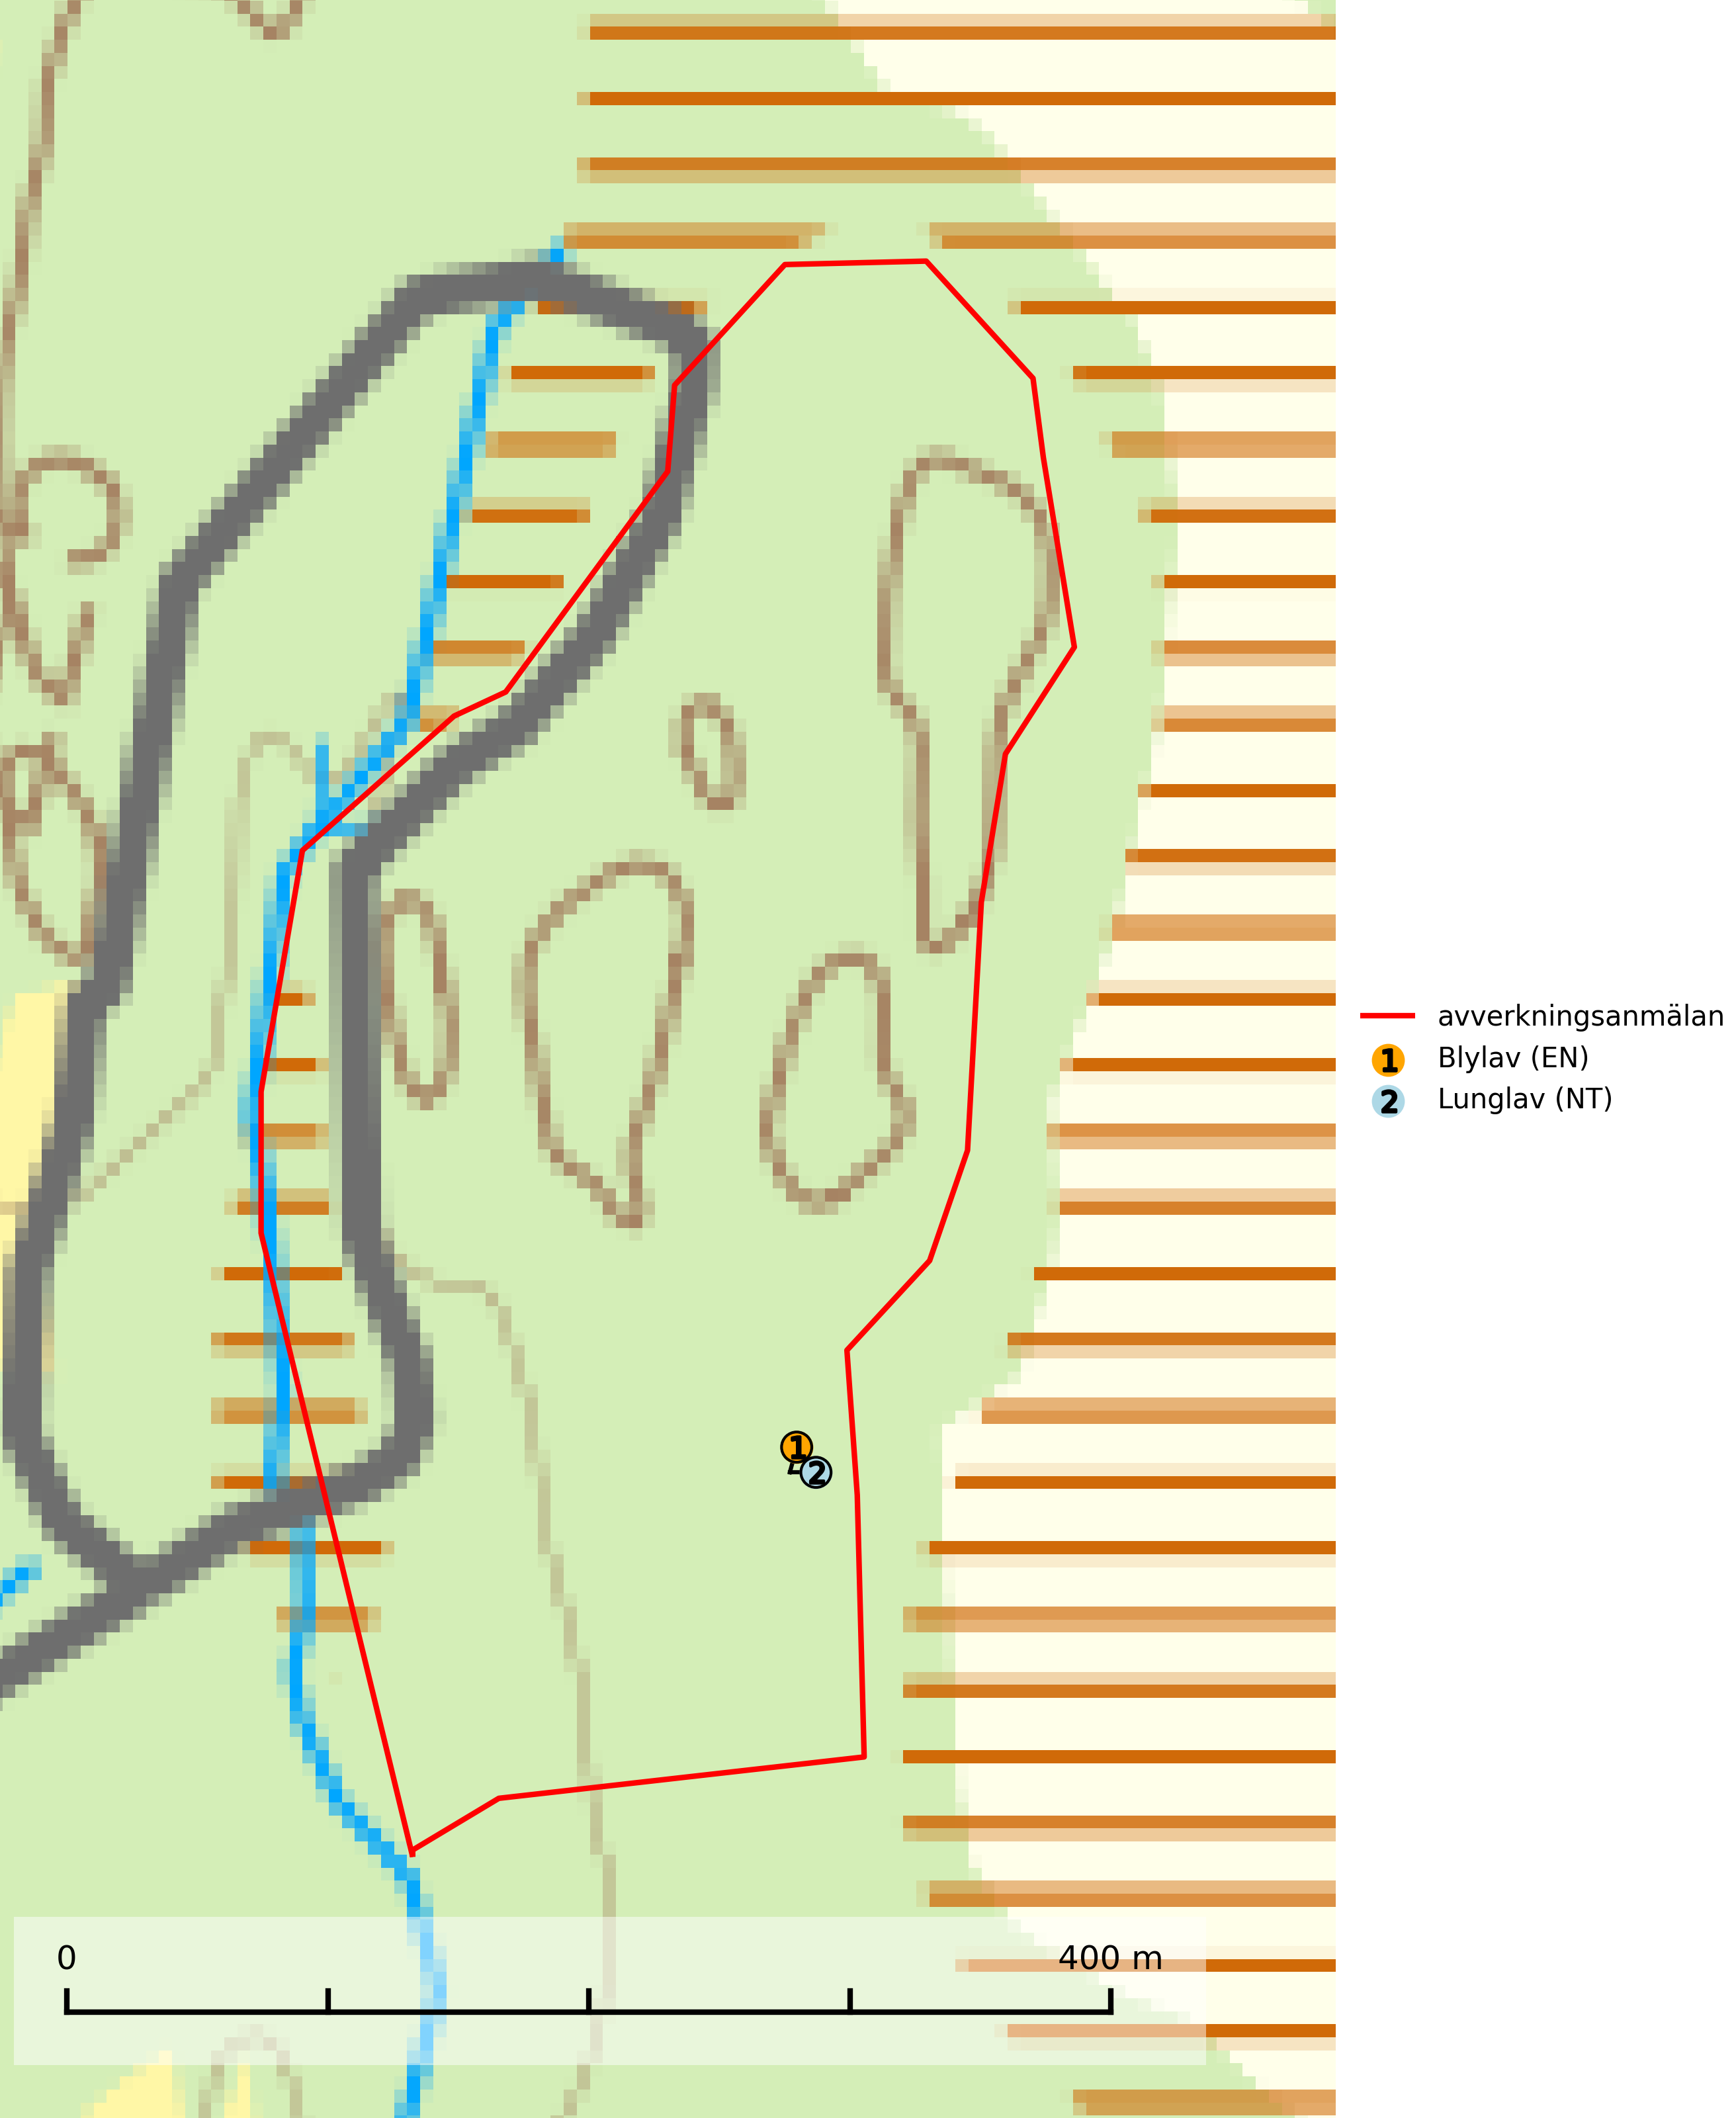 avverkningsanmälan
1 Blylav (EN)
2 Lunglav (NT)
1
2
0 400 m